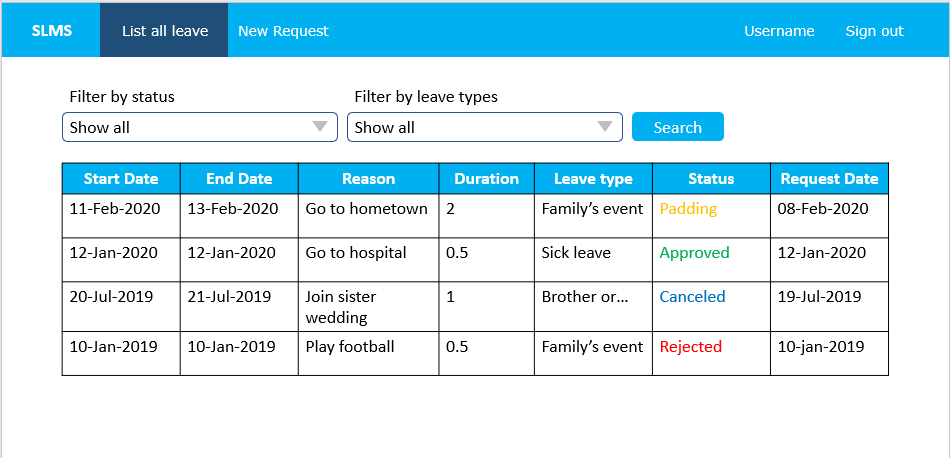 SLMS List all leave New Request Username Sign out
Filter by status Filter by leave types
Show all Show all Search
Start Date End Date Reason Duration Leave type Status Request Date
11-Feb-2020 13-Feb-2020 Go to hometown 2 Family’s event Padding 08-Feb-2020
12-Jan-2020 12-Jan-2020 Go to hospital 0.5 Sick leave Approved 12-Jan-2020
20-Jul-2019 21-Jul-2019 Join sister 1 Brother or… Canceled 19-Jul-2019
wedding
10-Jan-2019 10-Jan-2019 Play football 0.5 Family’s event Rejected 10-jan-2019